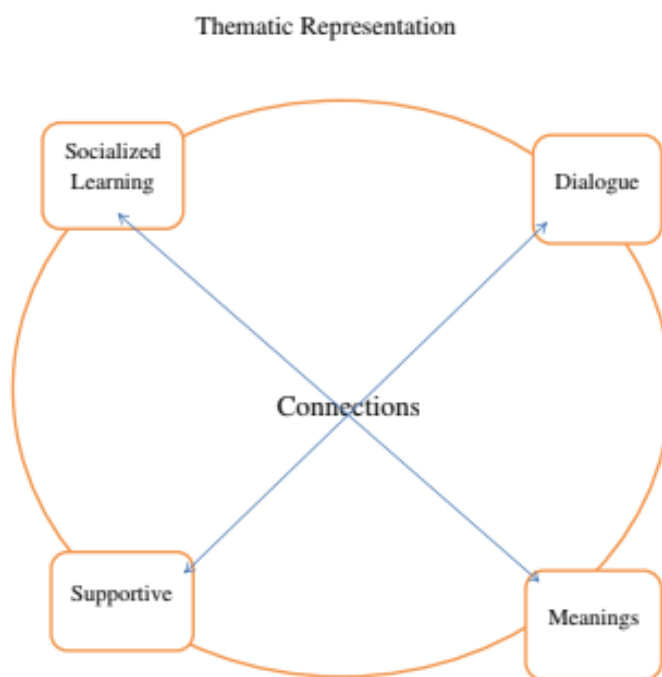 Thematic Representation
Socialized
Learning
Dialogue
Connections
Supportive
Meanings